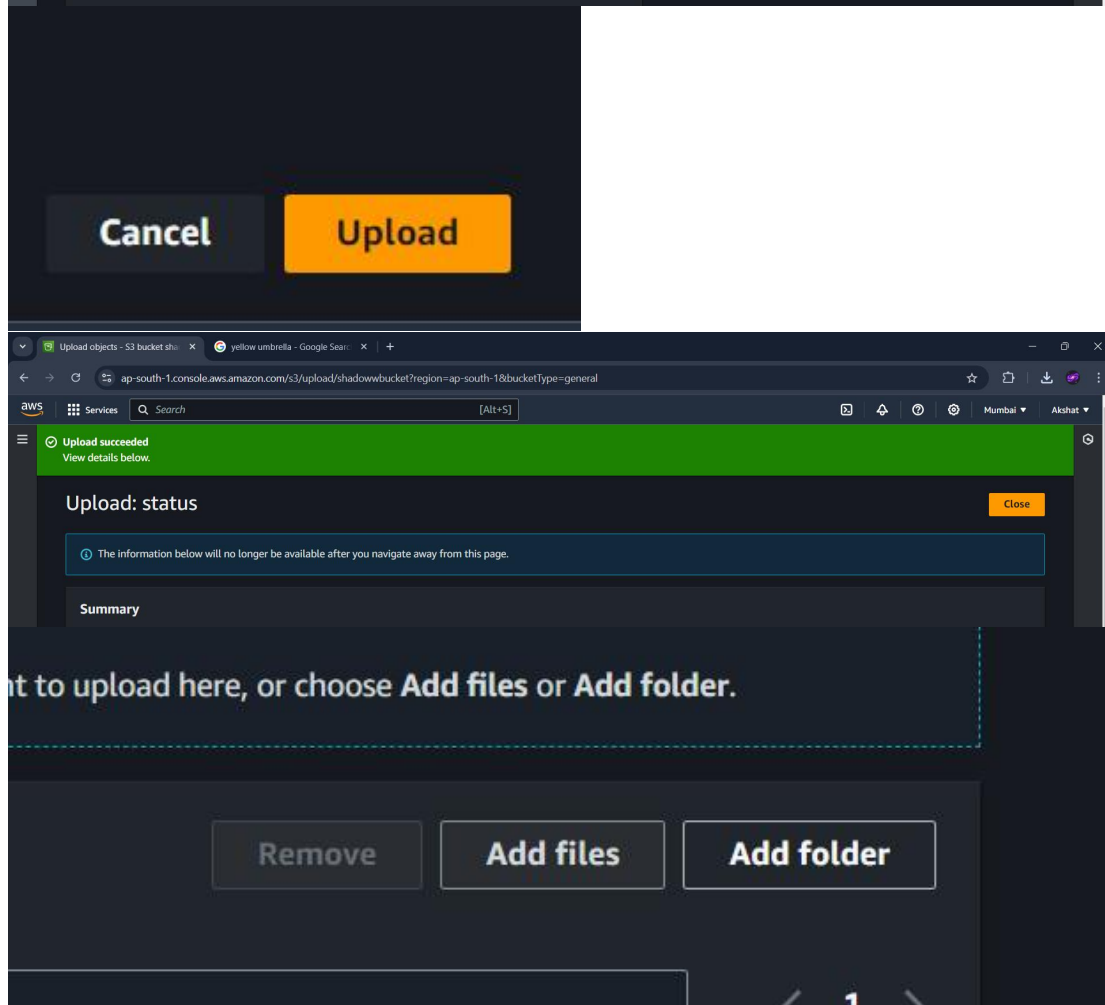 Cancel Upload
Upload objects - S3 bucket sha yellow umbrella - Google Searc
ap-south-1.console.aws.amazon.com/s3/upload/shadowwbucket?region=ap-south-1&bucketType=general
aws Services Search [Alt+S] Mumbai Akshat
Upload succeeded
View details below.
Upload: status Close
The information below will no longer be available after you navigate away from this page.
Summary
nt to upload here, or choose Add files or Add folder.
Remove Add files Add folder
1